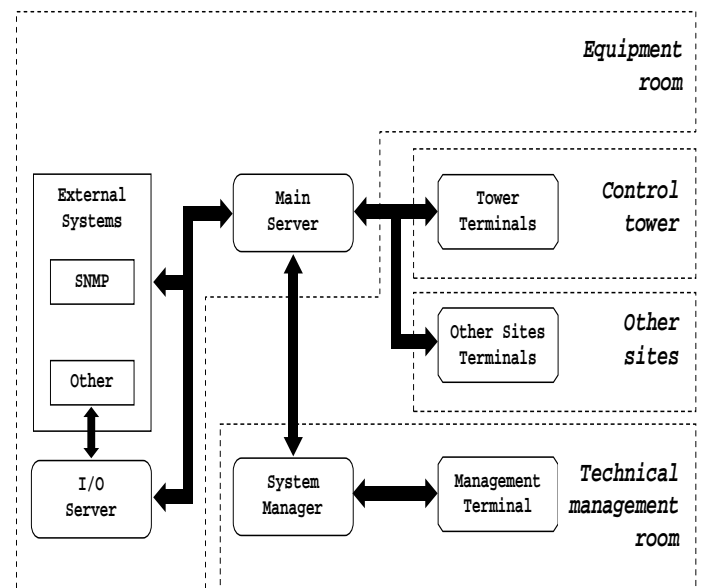 Equipment
room
External
Systems
SNMP
Other
I/O
Server
Main
Server
Tower
Terminals
Control
tower
Other Sites
Terminals
Other
sites
System
Manager
Management
Terminal
Technical
management
room